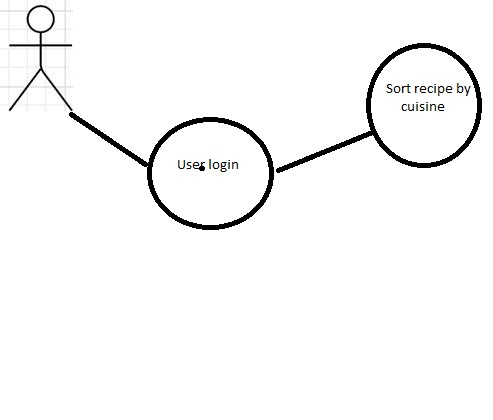 User login
Sort recipe by
cuisine